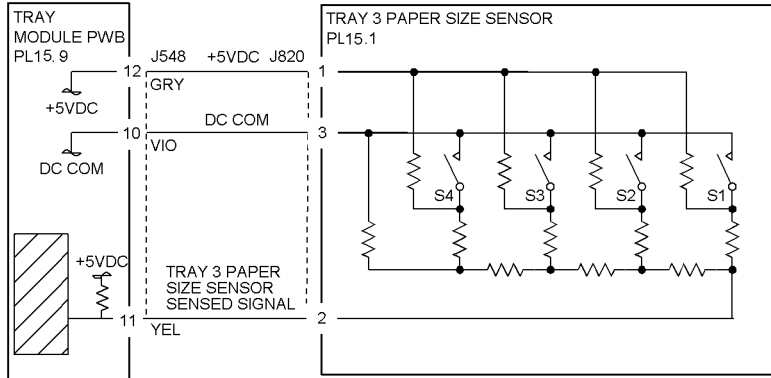 TRAY
MODULE PWB
PL15.9
TRAY 3 PAPER SIZE SENSOR
PL15.1
J548 +5VDC J820
12 1
GRY
+5VDC
DC COM
10 3
VIO
DC COM
S4 S3 S2 S1
+5VDC
TRAY 3 PAPER
SIZE SENSOR
SENSED SIGNAL
11 2
YEL